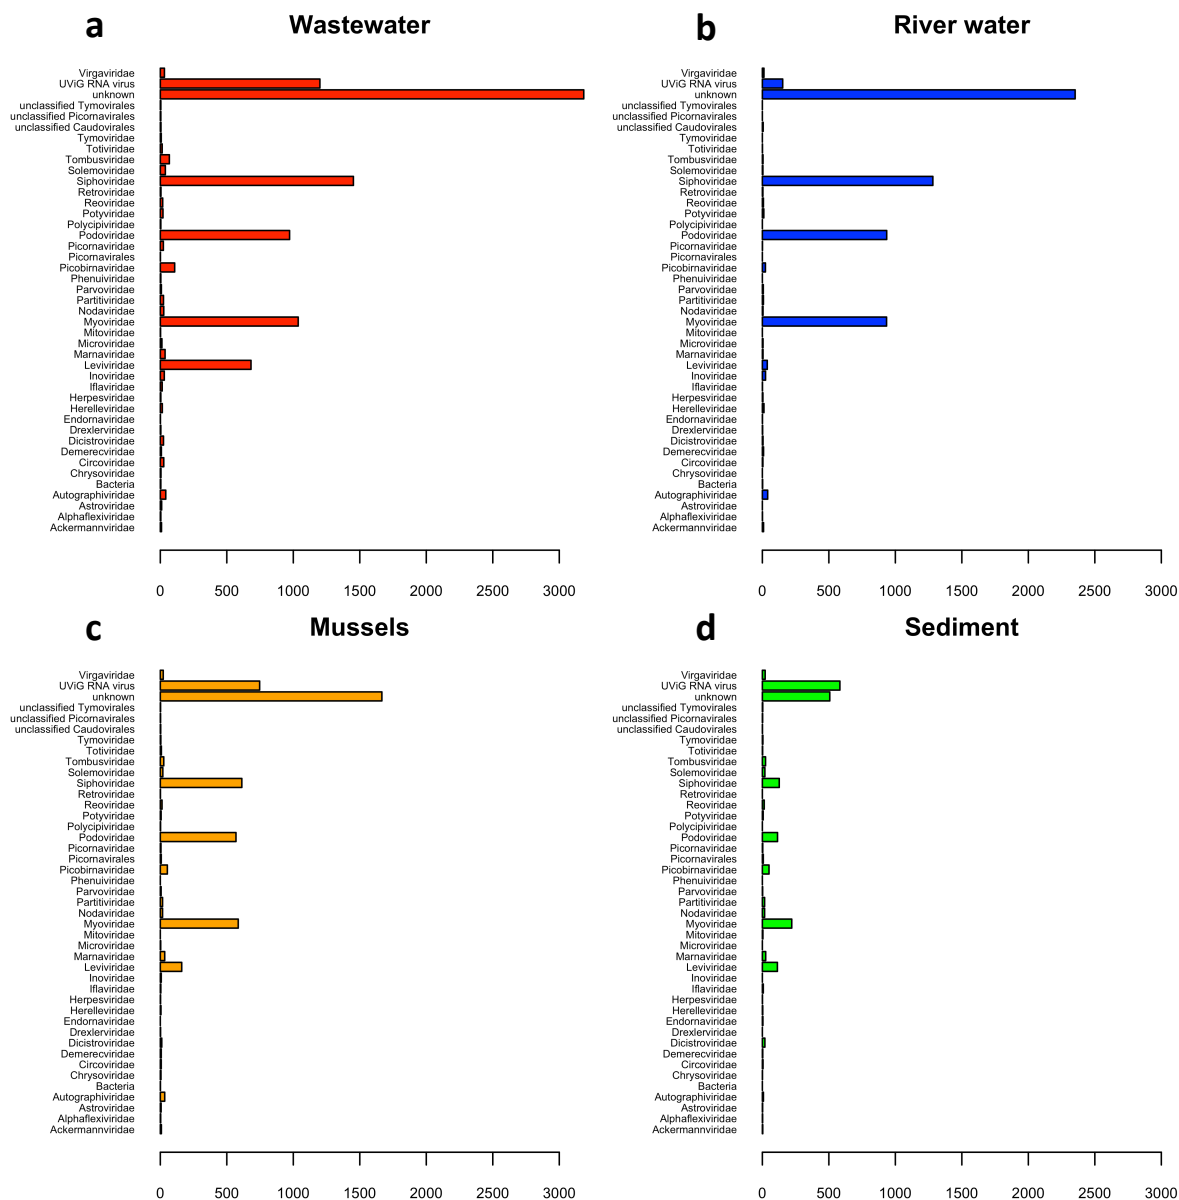 a
Wastewater
Virgaviridae
UViG RNA virus
unknown
unclassified Tymovirales
unclassified Picornavirales
unclassified Caudovirales
Tymoviridae
Totiviridae
Tombusviridae
Solemoviridae
Siphoviridae
Retroviridae
Reoviridae
Potyviridae
Polycipiviridae
Podoviridae
Picornaviridae
Picornavirales
Picobirnaviridae
Phenuiviridae
Parvoviridae
Partitiviridae
Nodaviridae
Myoviridae
Mitoviridae
Microviridae
Marnaviridae
Leviviridae
Inoviridae
Iflaviridae
Herpesviridae
Herelleviridae
Endornaviridae
Drexlerviridae
Dicistroviridae
Demerecviridae
Circoviridae
Chrysoviridae
Bacteria
Autographiviridae
Astroviridae
Alphaflexiviridae
Ackermannviridae
0 500 1000 1500 2000 2500 3000
b
River water
Virgaviridae
UViG RNA virus
unknown
unclassified Tymovirales
unclassified Picornavirales
unclassified Caudovirales
Tymoviridae
Totiviridae
Tombusviridae
Solemoviridae
Siphoviridae
Retroviridae
Reoviridae
Potyviridae
Polycipiviridae
Podoviridae
Picornaviridae
Picornavirales
Picobirnaviridae
Phenuiviridae
Parvoviridae
Partitiviridae
Nodaviridae
Myoviridae
Mitoviridae
Microviridae
Marnaviridae
Leviviridae
Inoviridae
Iflaviridae
Herpesviridae
Herelleviridae
Endornaviridae
Drexlerviridae
Dicistroviridae
Demerecviridae
Circoviridae
Chrysoviridae
Bacteria
Autographiviridae
Astroviridae
Alphaflexiviridae
Ackermannviridae
0 500 1000 1500 2000 2500 3000
c
Mussels
Virgaviridae
UViG RNA virus
unknown
unclassified Tymovirales
unclassified Picornavirales
unclassified Caudovirales
Tymoviridae
Totiviridae
Tombusviridae
Solemoviridae
Siphoviridae
Retroviridae
Reoviridae
Potyviridae
Polycipiviridae
Podoviridae
Picornaviridae
Picornavirales
Picobirnaviridae
Phenuiviridae
Parvoviridae
Partitiviridae
Nodaviridae
Myoviridae
Mitoviridae
Microviridae
Marnaviridae
Leviviridae
Inoviridae
Iflaviridae
Herpesviridae
Herelleviridae
Endornaviridae
Drexlerviridae
Dicistroviridae
Demerecviridae
Circoviridae
Chrysoviridae
Bacteria
Autographiviridae
Astroviridae
Alphaflexiviridae
Ackermannviridae
0 500 1000 1500 2000 2500 3000
d
Sediment
Virgaviridae
UViG RNA virus
unknown
unclassified Tymovirales
unclassified Picornavirales
unclassified Caudovirales
Tymoviridae
Totiviridae
Tombusviridae
Solemoviridae
Siphoviridae
Retroviridae
Reoviridae
Potyviridae
Polycipiviridae
Podoviridae
Picornaviridae
Picornavirales
Picobirnaviridae
Phenuiviridae
Parvoviridae
Partitiviridae
Nodaviridae
Myoviridae
Mitoviridae
Microviridae
Marnaviridae
Leviviridae
Inoviridae
Iflaviridae
Herpesviridae
Herelleviridae
Endornaviridae
Drexlerviridae
Dicistroviridae
Demerecviridae
Circoviridae
Chrysoviridae
Bacteria
Autographiviridae
Astroviridae
Alphaflexiviridae
Ackermannviridae
0 500 1000 1500 2000 2500 3000